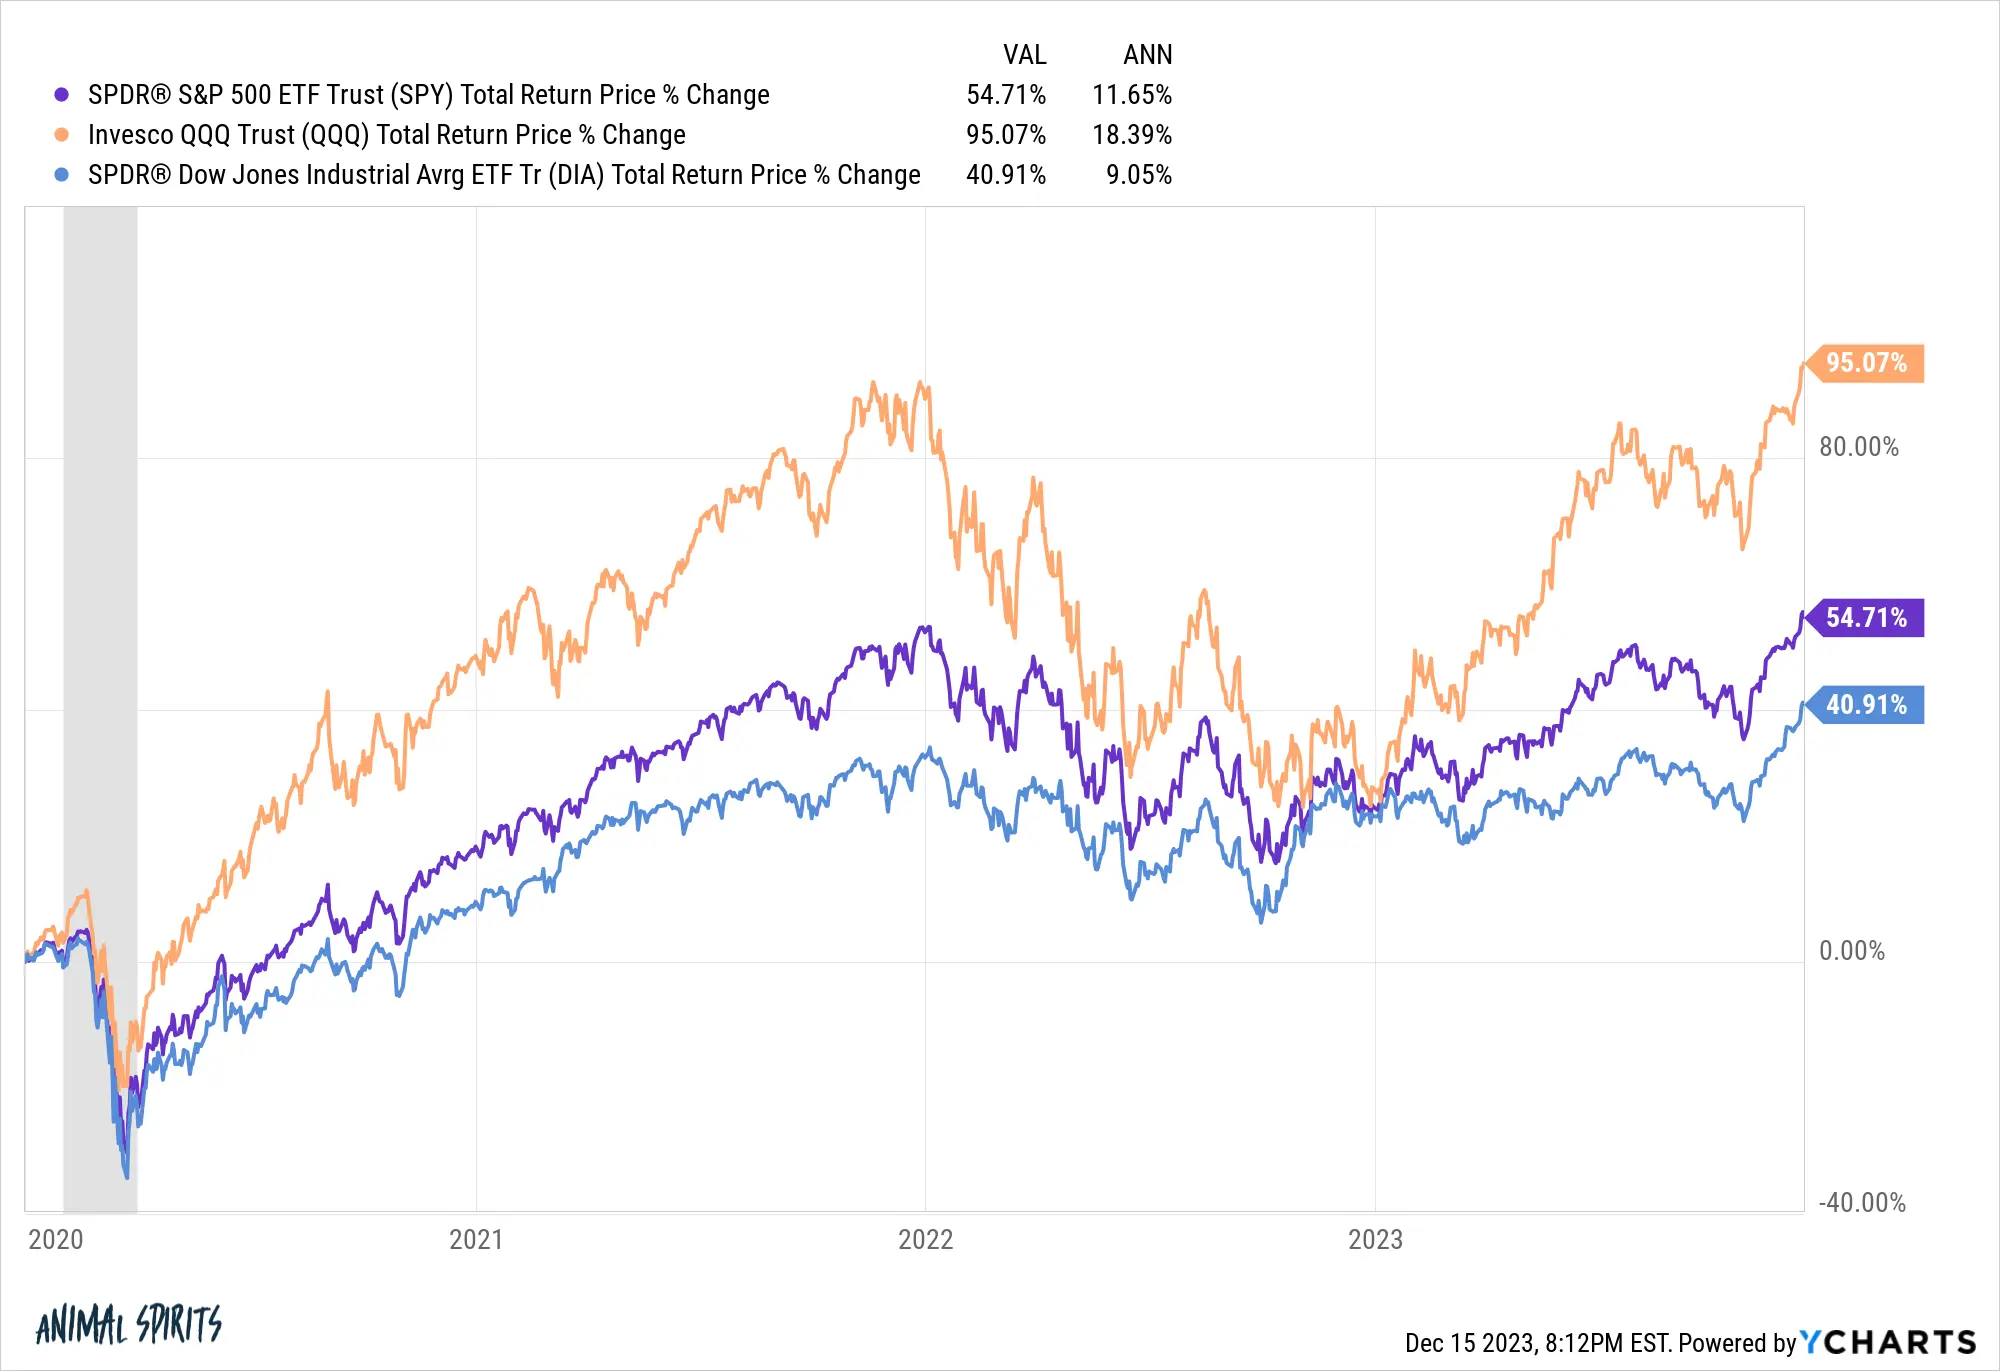 VAL ANN
SPDR® S&P 500 ETF Trust (SPY) Total Return Price % Change 54.71% 11.65%
Invesco QQQ Trust (QQQ) Total Return Price % Change 95.07% 18.39%
SPDR® Dow Jones Industrial Avrg ETF Tr (DIA) Total Return Price % Change 40.91% 9.05%
95.07%
80.00%
54.71%
40.91%
0.00%
-40.00%
2020 2021 2022 2023
ANIMAL SPIRITS
Dec 15 2023, 8:12PM EST. Powered by YCHARTS